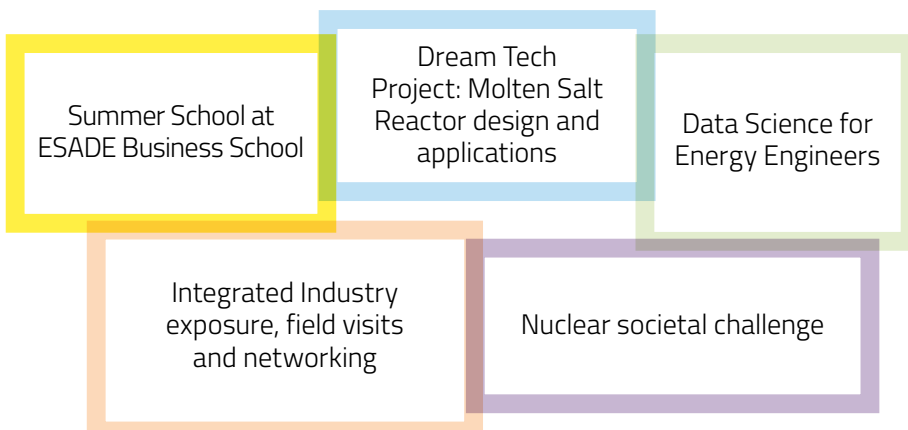 Summer School at
ESADE Business School
Dream Tech
Project: Molten Salt
Reactor design and
applications
Data Science for
Energy Engineers
Integrated Industry
exposure, field visits
and networking
Nuclear societal challenge